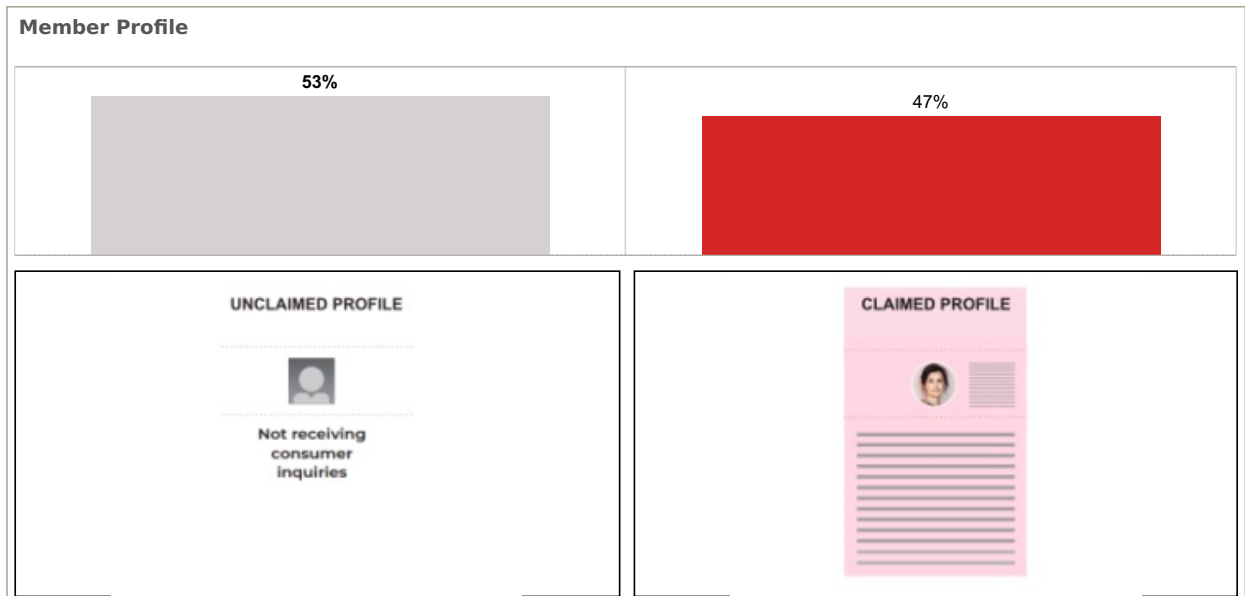 Member Profile
53%
47%
UNCLAIMED PROFILE
Not receiving
consumer
inquiries
CLAIMED PROFILE